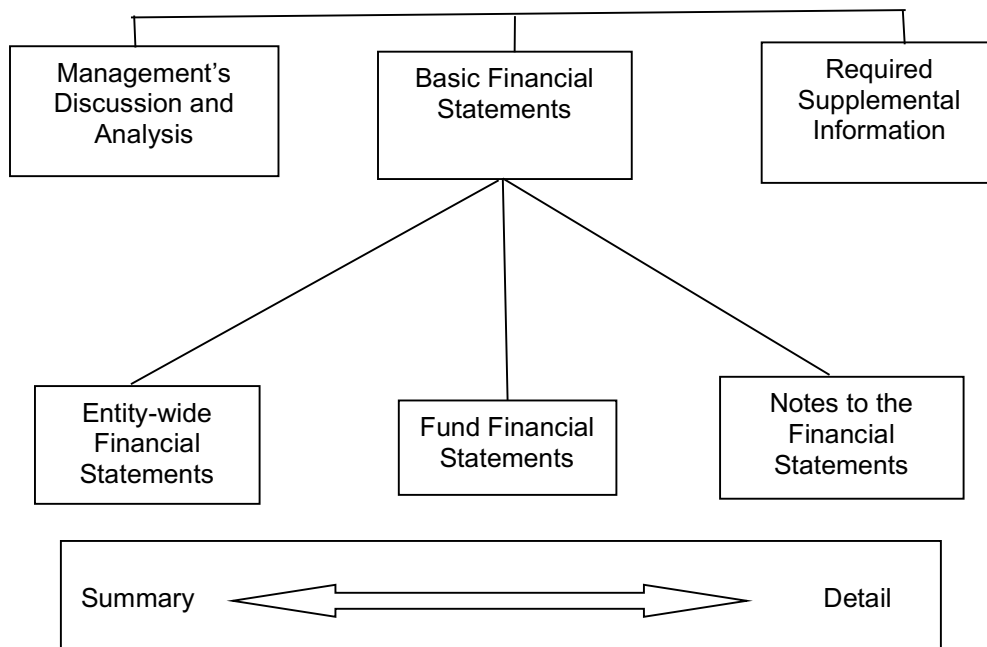 Management’s
Discussion and
Analysis
Basic Financial
Statements
Required
Supplemental
Information
Entity-wide
Financial
Statements
Fund Financial
Statements
Notes to the
Financial
Statements
Summary
Detail